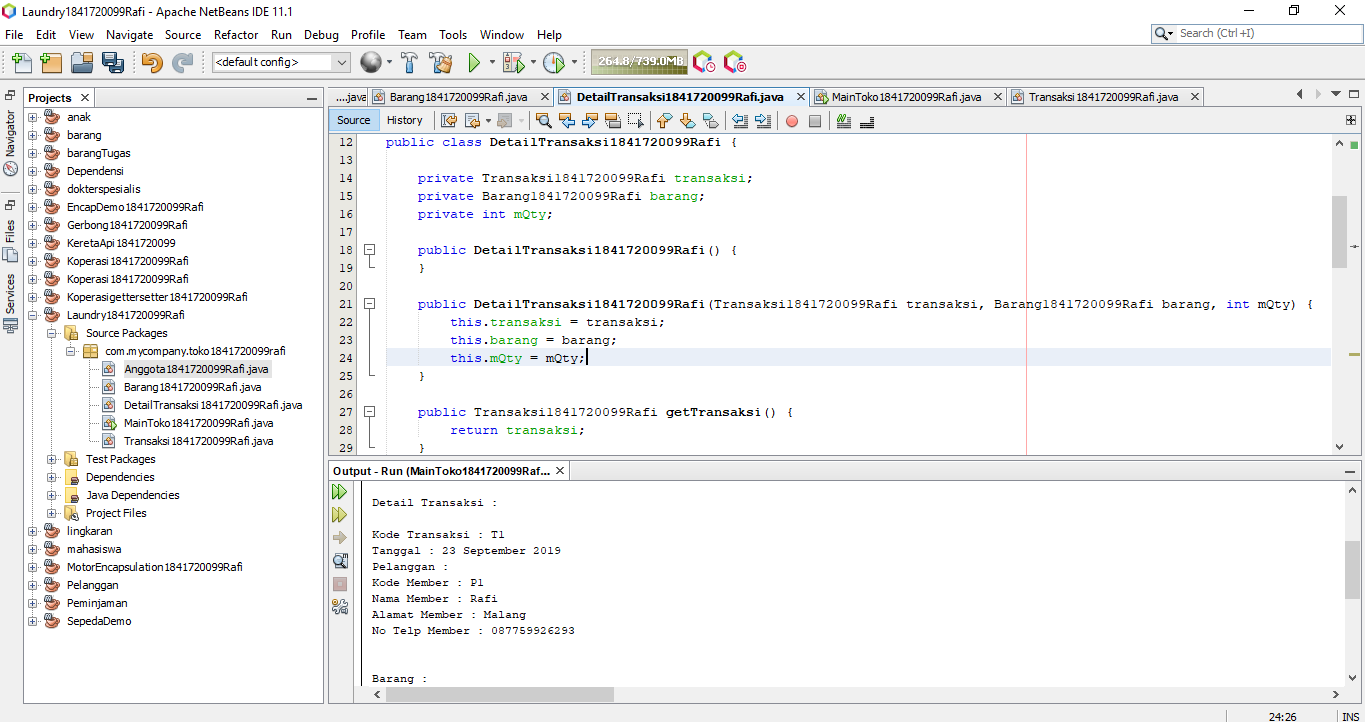 Laundry1841720099Rafi - Apache NetBeans IDE 11.1
File Edit View Navigate Source Refactor Run Debug Profile Team Tools Window Help
Search (Ctrl+I)
<default config>
264.8/739.0MB
Projects
Navigator
Files
Services
anak
barang
barangTugas
Dependensi
dokterspesialis
EncapDemo1841720099Rafi
Gerbong1841720099Rafi
KeretaApi1841720099
Koperasi1841720099Rafi
Koperasi1841720099Rafi
Koperasigettersetter1841720099Rafi
Laundry1841720099Rafi
Source Packages
com.mycompany.toko1841720099rafi
Anggota1841720099Rafi.java
Barang1841720099Rafi.java
DetailTransaksi1841720099Rafi.java
MainToko1841720099Rafi.java
Transaksi1841720099Rafi.java
Test Packages
Dependencies
Java Dependencies
Project Files
lingkaran
mahasiswa
MotorEncapsulation1841720099Rafi
Pelanggan
Peminjaman
SepedaDemo
....java Barang1841720099Rafi.java DetailTransaksi1841720099Rafi.java MainToko1841720099Rafi.java Transaksi1841720099Rafi.java
Source History
12 public class DetailTransaksi1841720099Rafi {
13
14 private Transaksi1841720099Rafi transaksi;
15 private Barang1841720099Rafi barang;
16 private int mQty;
17
18 public DetailTransaksi1841720099Rafi() {
19 }
20
21 public DetailTransaksi1841720099Rafi(Transaksi1841720099Rafi transaksi, Barang1841720099Rafi barang, int mQty) {
22 this.transaksi = transaksi;
23 this.barang = barang;
24 this.mQty = mQty;
25 }
26
27 public Transaksi1841720099Rafi getTransaksi() {
28 return transaksi;
29 }
Output - Run (MainToko1841720099Raf...
Detail Transaksi :
Kode Transaksi : T1
Tanggal : 23 September 2019
Pelanggan :
Kode Member : P1
Nama Member : Rafi
Alamat Member : Malang
No Telp Member : 087759926293
Barang :
24:26 INS